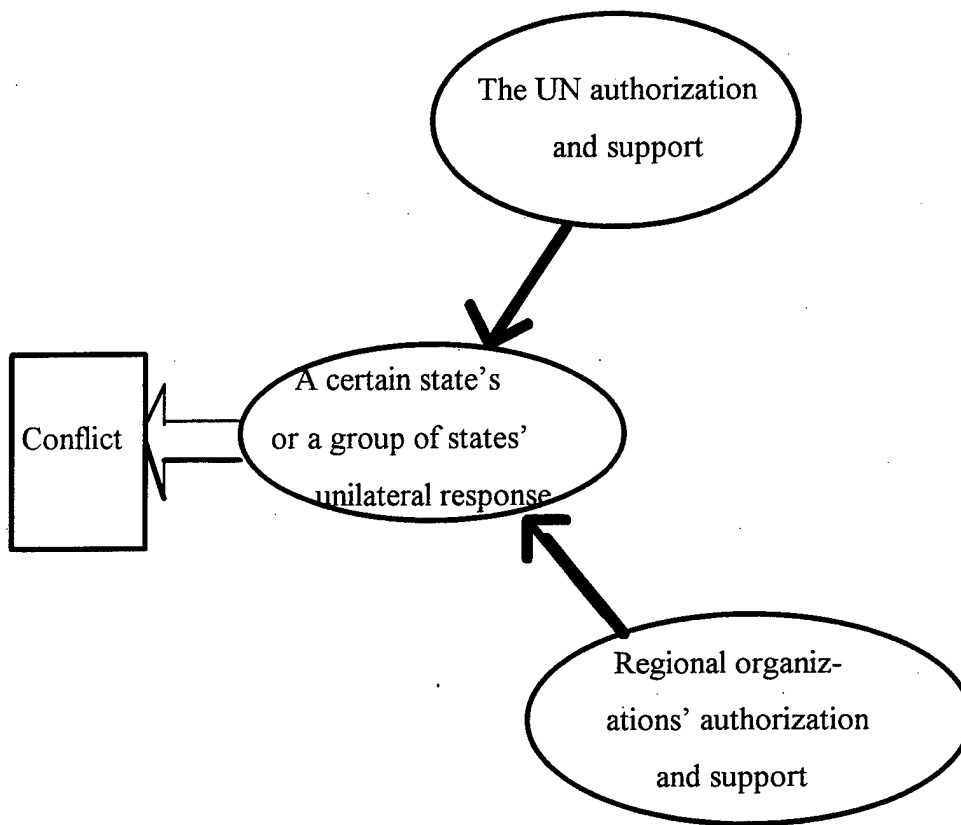 The UN authorization
and support
A certain state's
or a group of states'
unilateral response
Conflict
Regional organiz-
ations' authorization
and support